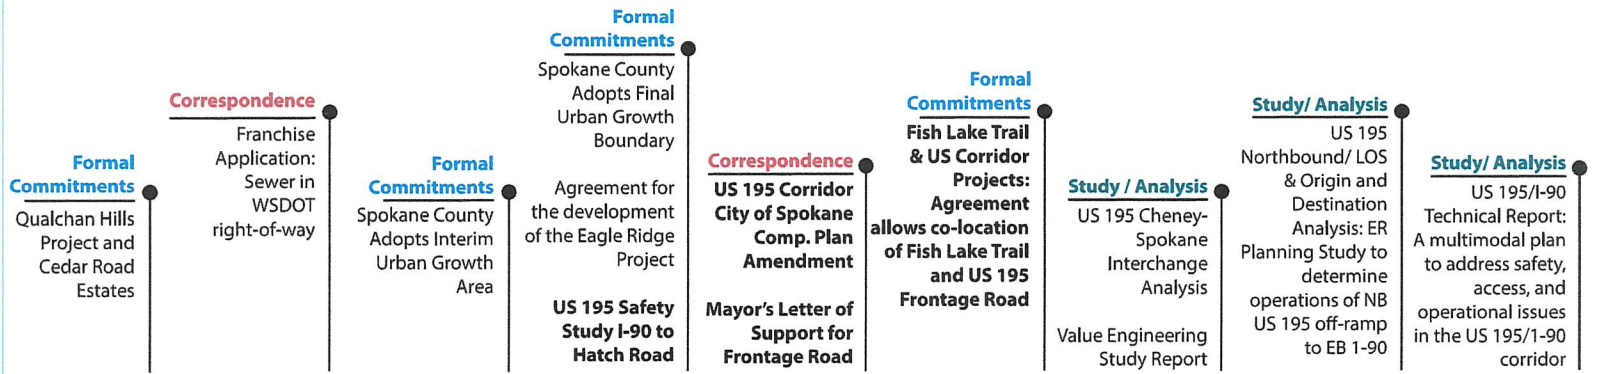 Formal
Commitments
Qualchan Hills
Project and
Cedar Road
Estates
Correspondence
Franchise
Application:
Sewer in
WSDOT
right-of-way
Formal
Commitments
Spokane County
Adopts Interim
Urban Growth
Area
Formal
Commitments
Spokane County
Adopts Final
Urban Growth
Boundary
Agreement for
the development
of the Eagle Ridge
Project
US 195 Safety
Study I-90 to
Hatch Road
Correspondence
US 195 Corridor
City of Spokane
Comp. Plan
Amendment
Mayor's Letter of
Support for
Frontage Road
Formal
Commitments
Fish Lake Trail
& US Corridor
Projects:
Agreement
allows co-location
of Fish Lake Trail
and US 195
Frontage Road
Study / Analysis
US 195 Cheney-
Spokane
Interchange
Analysis
Value Engineering
Study Report
Study/ Analysis
US 195
Northbound/ LOS
& Origin and
Destination
Analysis: ER
Planning Study to
determine
operations of NB
US 195 off-ramp
to EB 1-90
Study/ Analysis
US 195/I-90
Technical Report:
A multimodal plan
to address safety,
access, and
operational issues
in the US 195/1-90
corridor